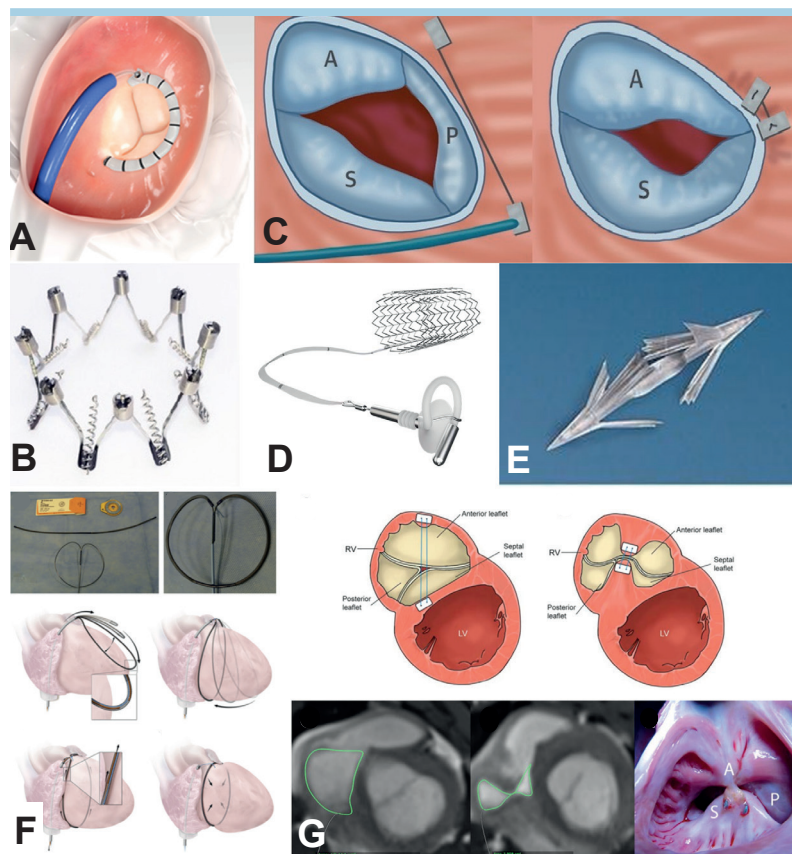 A
A
P
S
C
A
S
B
D
E
Anterior leaflet
Septal
leaflet
RV
Posterior
leaflet
LV
Anterior leaflet
RV
Septal
leaflet
Posterior
leaflet
LV
F
G
A
P
S